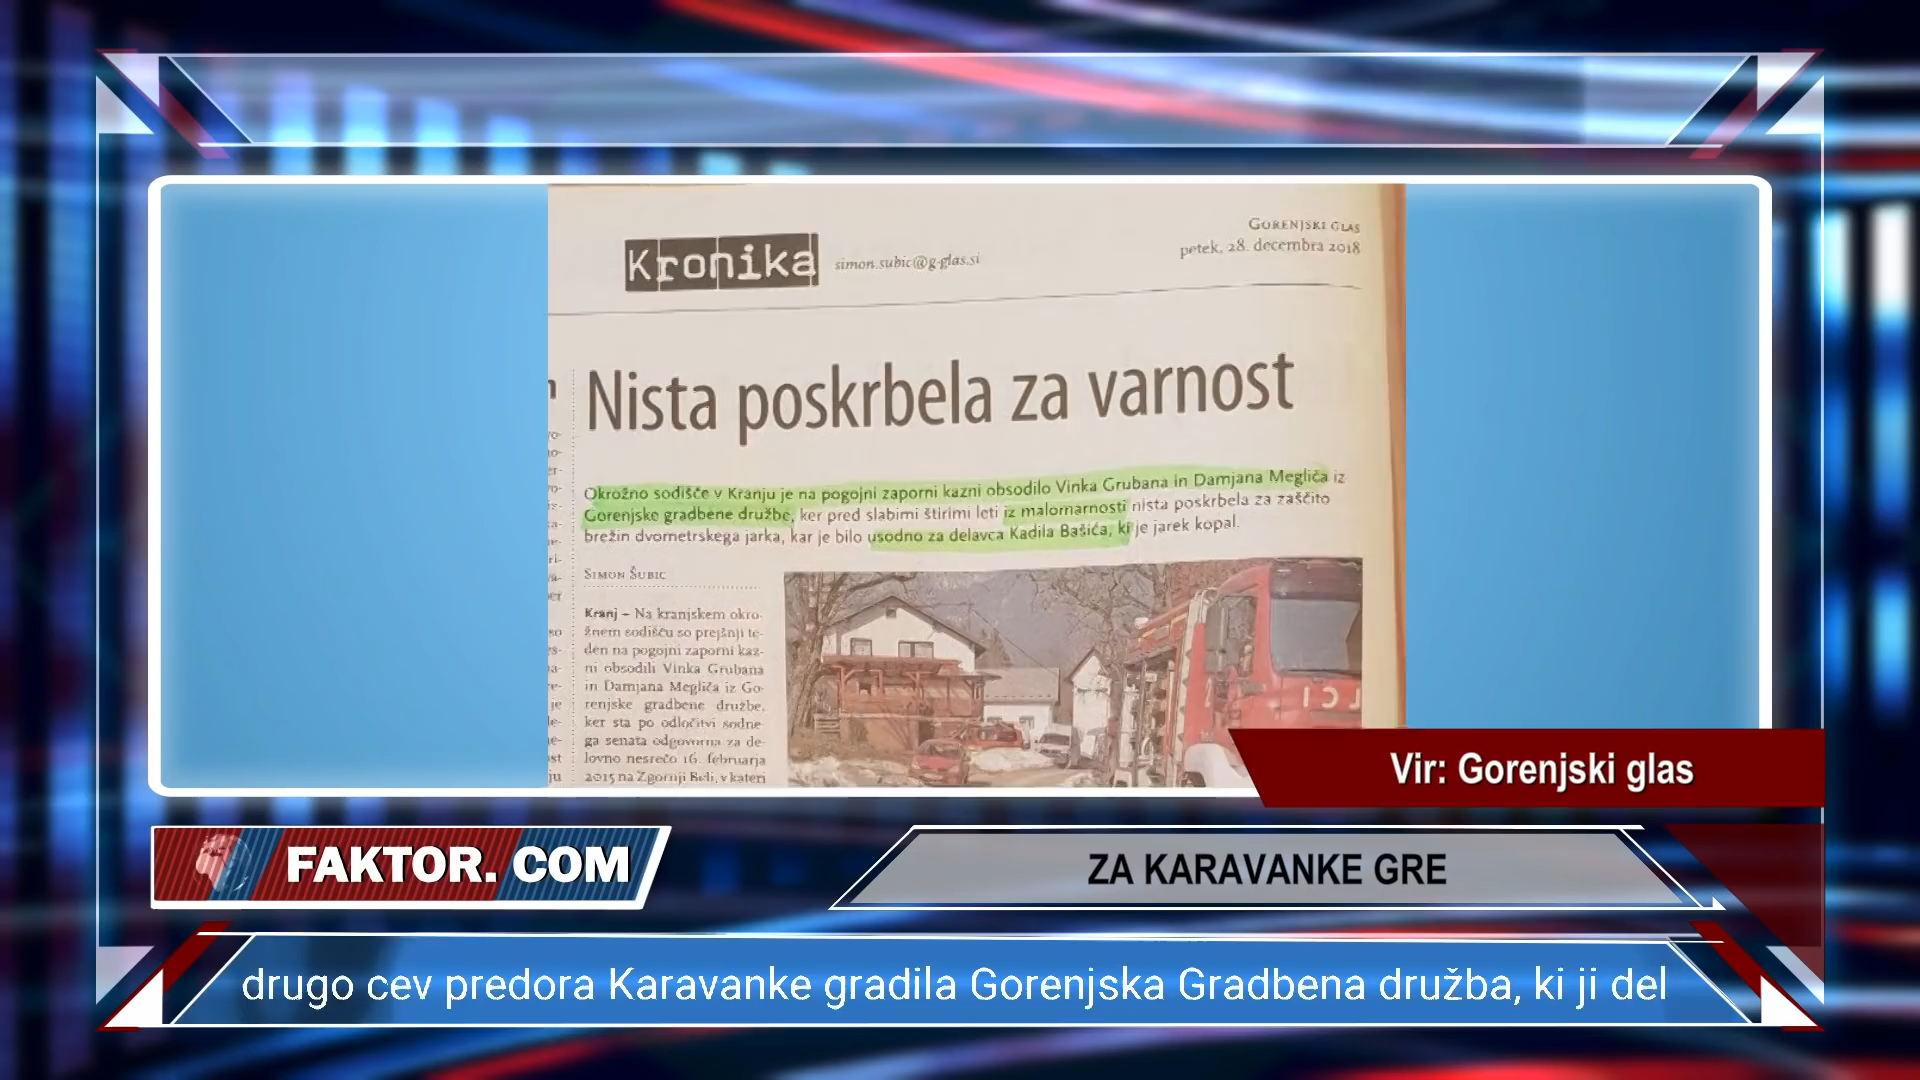 Kronika
simon.subic@g-glas.si
GORENJSKI GLAS
petek, 28. decembra 2018
Nista poskrbela za varnost
Okrožno sodišče v Kranju je na pogojni zaporni kazni obsodilo Vinka Grubana in Damjana Megliča iz
Gorenjske gradbene družbe, ker pred slabimi štirimi leti iz malomarnosti nista poskrbela za zaščito
brežin dvometrskega jarka, kar je bilo usodno za delavca Kadila Bašića, ki je jarek kopal.
SIMON ŠUBIC
Kranj – Na kranjskem okro-
žnem sodišču so prejšnji te-
den na pogojni zaporni kaz-
ni obsodili Vinka Grubana
in Damjana Megliča iz Go-
renjske gradbene družbe,
ker sta po odločitvi sodne-
ga senata odgovorna za de-
lovno nesrečo 16. februarja
2015 na Zgornji Beli, v kateri
Vir: Gorenjski glas
FAKTOR.COM
ZA KARAVANKE GRE
drugo cev predora Karavanke gradila Gorenjska Gradbena družba, ki ji del